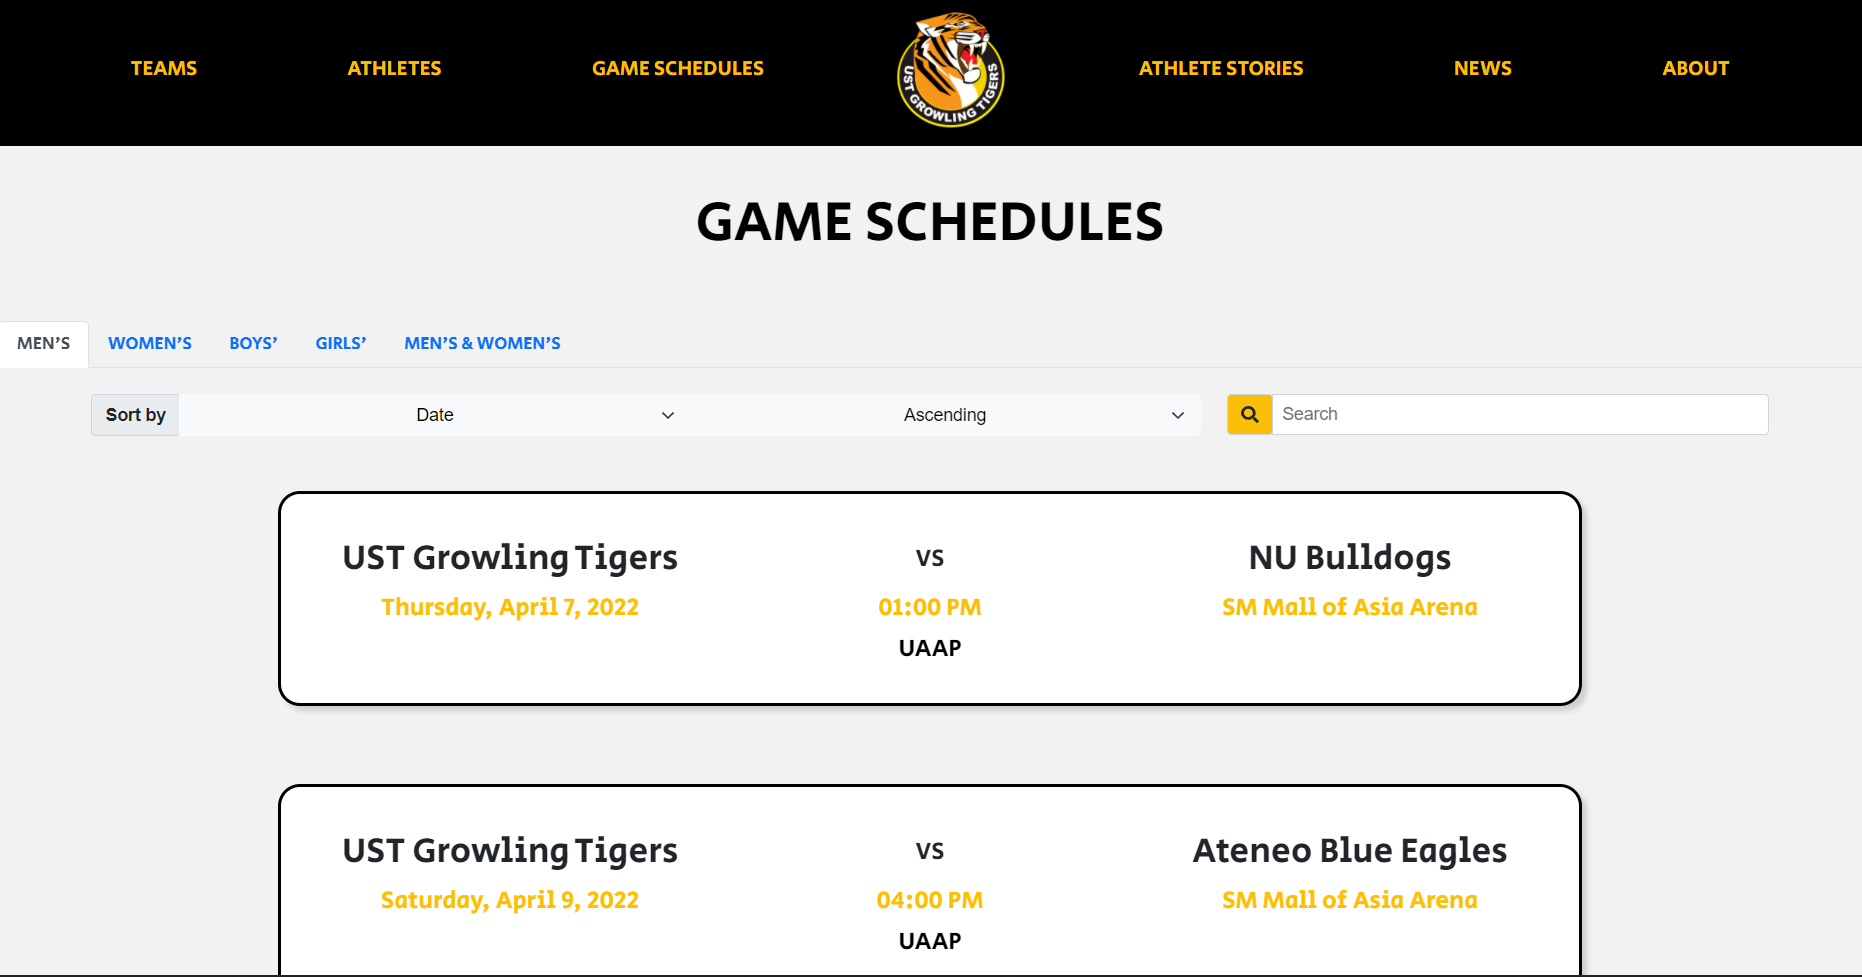 TEAMS ATHLETES GAME SCHEDULES UST GROWLING TIGERS ATHLETE STORIES NEWS ABOUT
GAME SCHEDULES
MEN’S WOMEN’S BOYS’ GIRLS’ MEN’S & WOMEN’S
Sort by Date Ascending Search
UST Growling Tigers VS NU Bulldogs
Thursday, April 7, 2022 01:00 PM SM Mall of Asia Arena
UAAP
UST Growling Tigers VS Ateneo Blue Eagles
Saturday, April 9, 2022 04:00 PM SM Mall of Asia Arena
UAAP